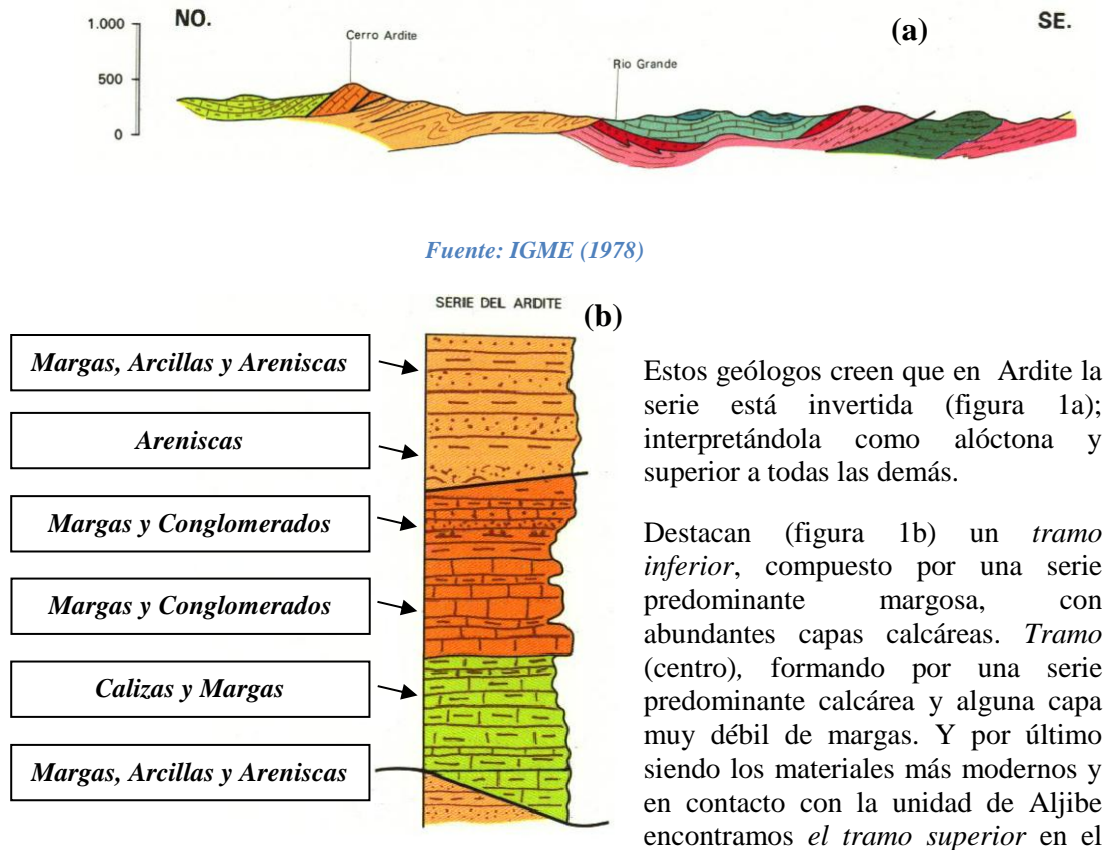 NO.
(a)
SE.
1.000
500
0
Cerro Ardite
Rio Grande
Fuente: IGME (1978)
SERIE DEL ARDITE
(b)
Margas, Arcillas y Areniscas
Areniscas
Margas y Conglomerados
Margas y Conglomerados
Calizas y Margas
Margas, Arcillas y Areniscas
Estos geólogos creen que en Ardite la
serie está invertida (figura 1a);
interpretándola como alóctona y
superior a todas las demás.
Destacan (figura 1b) un tramo
inferior, compuesto por una serie
predominante margosa, con
abundantes capas calcáreas. Tramo
(centro), formando por una serie
predominante calcárea y alguna capa
muy débil de margas. Y por último
siendo los materiales más modernos y
en contacto con la unidad de Aljibe
encontramos el tramo superior en el